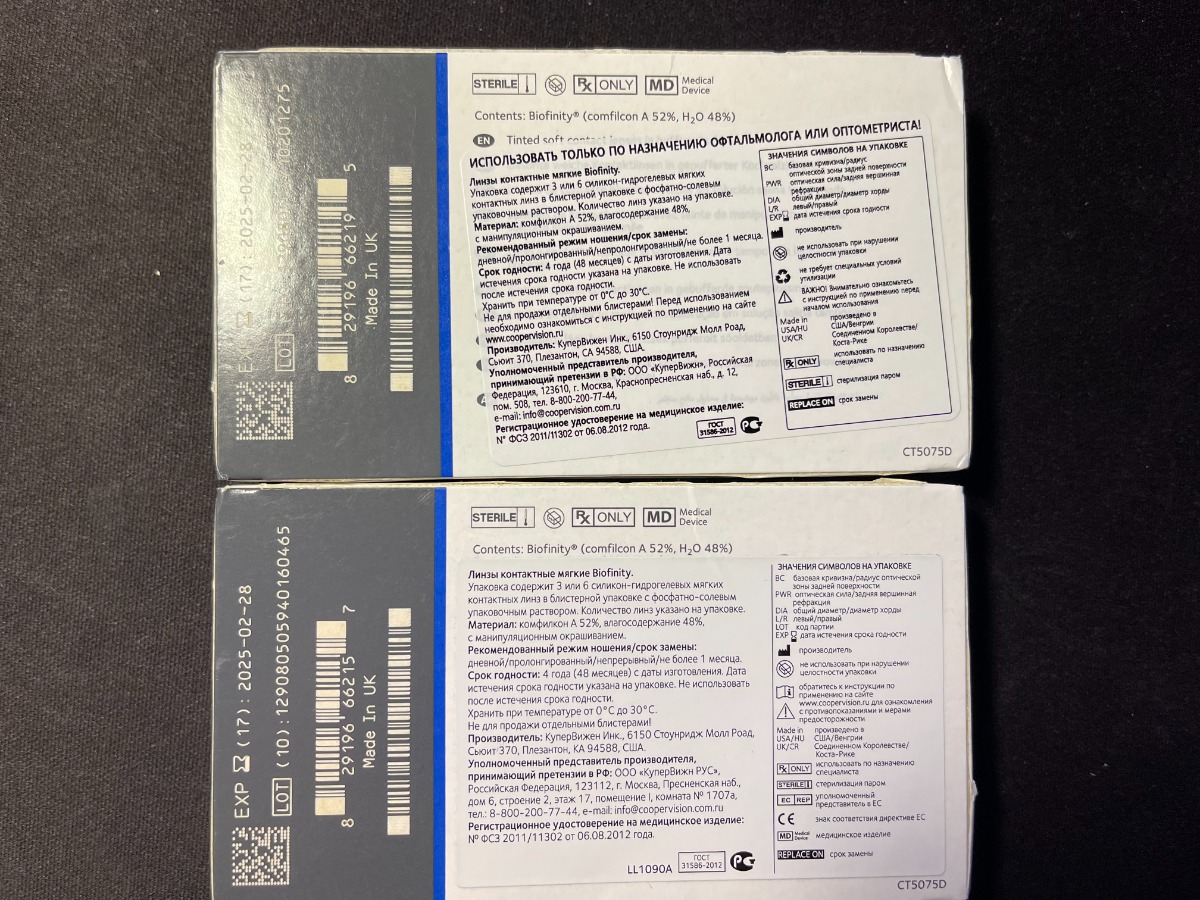 STERILE
Rx ONLY
MD Medical
Device
Contents: Biofinity® (comfilcon A 52%, H2O 48%)
EN Tinted soft contact
ИСПОЛЬЗОВАТЬ ТОЛЬКО ПО НАЗНАЧЕНИЮ ОФТАЛЬМОЛОГА ИЛИ ОПТОМЕТРИСТА!
Линзы контактные мягкие Biofinity.
Упаковка содержит 3 или 6 силикон-гидрогелевых мягких
контактных линз в блистерной упаковке с фосфатно-солевым
упаковочным раствором. Количество линз указано на упаковке.
Материал: комфилкон А 52%, влагосодержание 48%,
с манипуляционным окрашиванием.
Рекомендованный режим ношения/срок замены:
дневной/пролонгированный/непролонгированный/не более 1 месяца.
Срок годности: 4 года (48 месяцев) с даты изготовления. Дата
истечения срока годности указана на упаковке. Не использовать
после истечения срока годности.
Хранить при температуре от 0°С до 30°С.
Не для продажи отдельными блистерами! Перед использованием
необходимо ознакомиться с инструкцией по применению на сайте
www.coopervision.ru
Производитель: КуперВижен Инк., 6150 Стоунридж Молл Роад,
Сьюит 370, Плезантон, СА 94588, США.
Уполномоченный представитель производителя,
принимающий претензии в РФ: ООО «КуперВижн», Российская
Федерация, 123610, г. Москва, Краснопресненская наб., д. 12,
пом. 508, тел. 8-800-200-77-44,
e-mail: info@coopervision.com.ru
Регистрационное удостоверение на медицинское изделие:
N° ФСЗ 2011/11302 от 06.08.2012 года.
ГОСТ
31586-2012
ЗНАЧЕНИЯ СИМВОЛОВ НА УПАКОВКЕ
BC базовая кривизна/радиус
оптической зоны задней поверхности
PWR оптическая сила/задняя вершинная
рефракция
DIA общий диаметр/диаметр хорды
L/R левый/правый
EXP дата истечения срока годности
производитель
не использовать при нарушении
целостности упаковки
не требует специальных условий
утилизации
ВАЖНО! Внимательно ознакомьтесь
с инструкцией по применению перед
началом использования
Made in произведено в
USA/HU США/Венгрии
UK/CR Соединенном Королевстве/
Коста-Рике
Rx ONLY использовать по назначению
специалиста
STERILE стерилизация паром
REPLACE ON срок замены
CT5075D
17): 2025-02-28
LOT
8 29196 66219 5
Made In UK
STERILE
Rx ONLY
MD Medical
Device
Contents: Biofinity® (comfilcon A 52%, H2O 48%)
Линзы контактные мягкие Biofinity.
Упаковка содержит 3 или 6 силикон-гидрогелевых мягких
контактных линз в блистерной упаковке с фосфатно-солевым
упаковочным раствором. Количество линз указано на упаковке.
Материал: комфилкон А 52%, влагосодержание 48%,
с манипуляционным окрашиванием.
Рекомендованный режим ношения/срок замены:
дневной/пролонгированный/непрерывный/не более 1 месяца.
Срок годности: 4 года (48 месяцев) с даты изготовления. Дата
истечения срока годности указана на упаковке. Не использовать
после истечения срока годности.
Хранить при температуре от 0°С до 30°С.
Не для продажи отдельными блистерами!
Производитель: КуперВижен Инк., 6150 Стоунридж Молл Роад,
Сьюит 370, Плезантон, КА 94588, США.
Уполномоченный представитель производителя,
принимающий претензии в РФ: ООО «КуперВижн РУС»,
Российская Федерация, 123112, г. Москва, Пресненская наб.,
дом 6, строение 2, этаж 17, помещение I, комната № 1707а,
тел.: 8-800-200-77-44, e-mail: info@coopervision.com.ru
Регистрационное удостоверение на медицинское изделие:
№ ФСЗ 2011/11302 от 06.08.2012 года.
LL1090A
ГОСТ
31586-2012
ЗНАЧЕНИЯ СИМВОЛОВ НА УПАКОВКЕ
BC базовая кривизна/радиус оптической
зоны задней поверхности
PWR оптическая сила/задняя вершинная
рефракция
DIA общий диаметр/диаметр хорды
L/R левый/правый
LOT код партии
EXP дата истечения срока годности
производитель
не использовать при нарушении
целостности упаковки
обратитесь к инструкции по
применению на сайте
www.coopervision.ru для ознакомления
с противопоказаниями и мерами
предосторожности
Made in произведено в
USA/HU США/Венгрии
UK/CR Соединенном Королевстве/
Коста-Рике
Rx ONLY использовать по назначению
специалиста
STERILE стерилизация паром
EC REP уполномоченный
представитель в ЕС
CE знак соответствия директиве ЕС
MD Medical Device медицинское изделие
REPLACE ON срок замены
CT5075D
EXP (17): 2025-02-28
LOT (10): 1290805059401​60465
8 29196 66215 7
Made In UK